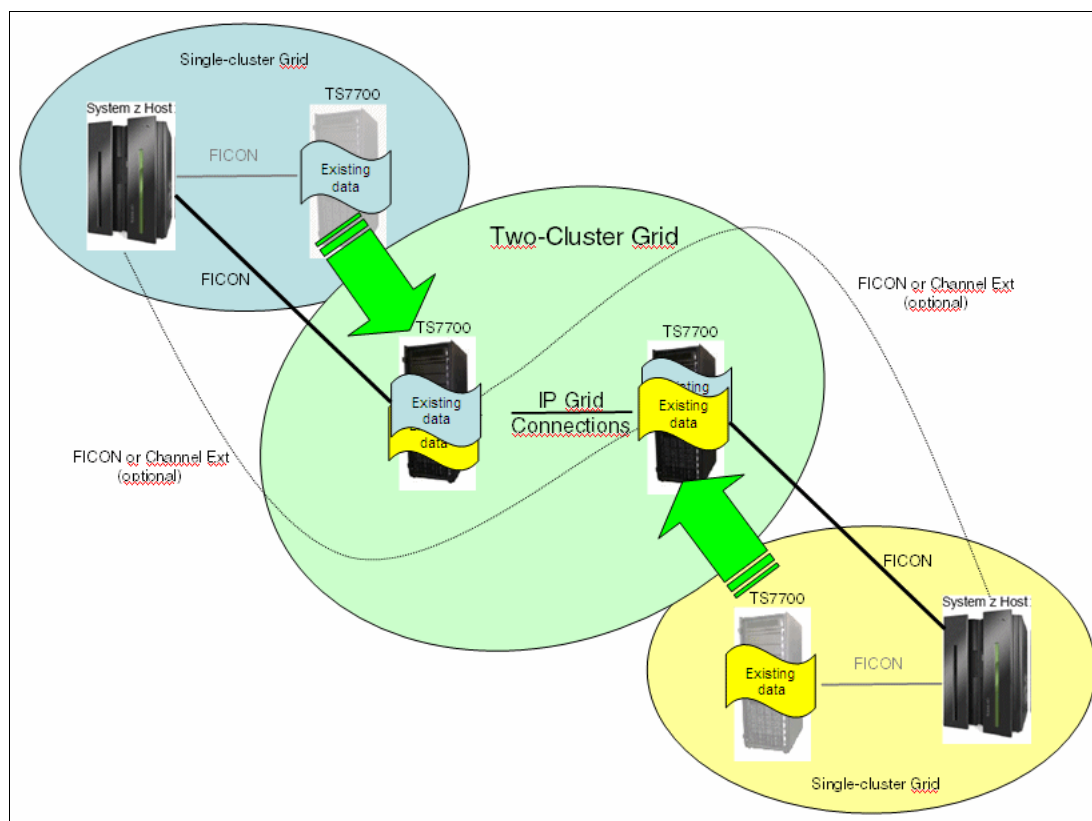 Single-cluster Grid
TS7700
System z Host
FICON
Existing
data
FICON
Two-Cluster Grid
FICON or Channel Ext
(optional)
TS7700
TS7700
Existing
data
data
IP Grid
Connections
Existing
data
FICON or Channel Ext
(optional)
FICON
TS7700
System z Host
FICON
Existing
data
Single-cluster Grid